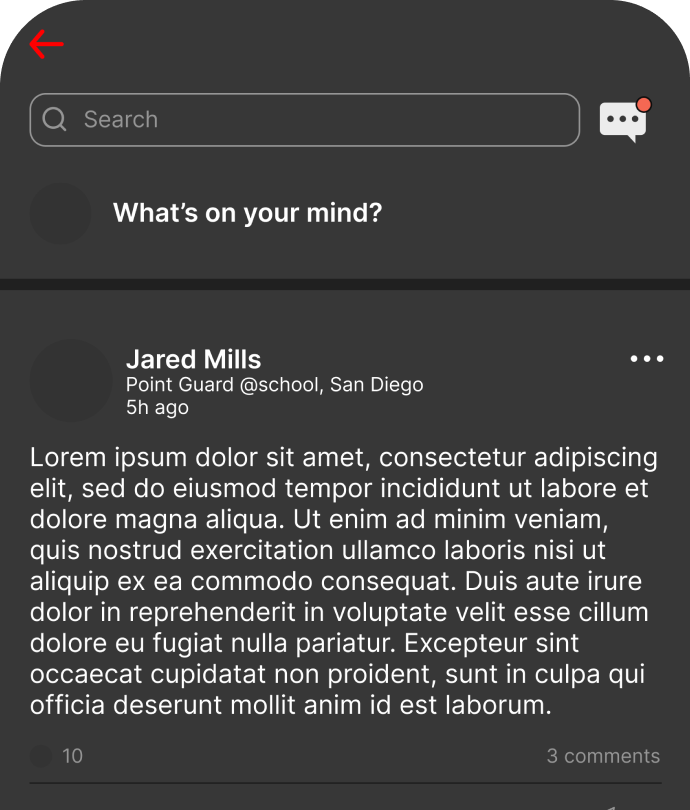 Search
What’s on your mind?
Jared Mills
Point Guard @school, San Diego
5h ago
Lorem ipsum dolor sit amet, consectetur adipiscing
elit, sed do eiusmod tempor incididunt ut labore et
dolore magna aliqua. Ut enim ad minim veniam,
quis nostrud exercitation ullamco laboris nisi ut
aliquip ex ea commodo consequat. Duis aute irure
dolor in reprehenderit in voluptate velit esse cillum
dolore eu fugiat nulla pariatur. Excepteur sint
occaecat cupidatat non proident, sunt in culpa qui
officia deserunt mollit anim id est laborum.
10
3 comments